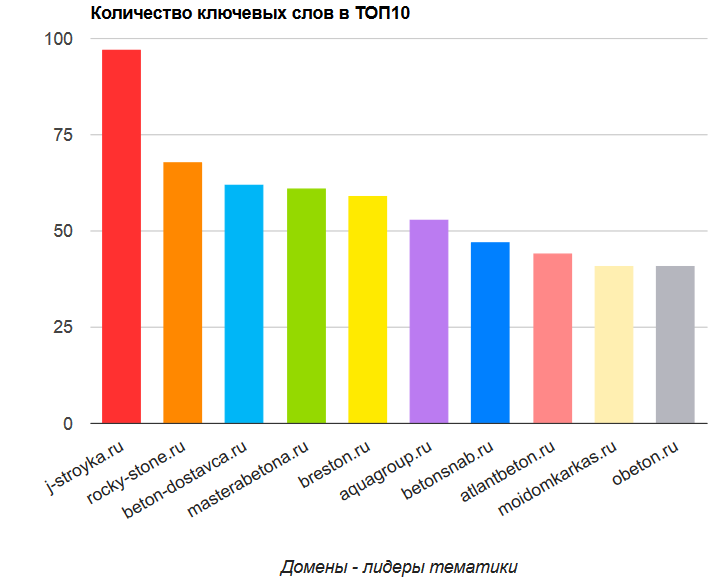 Количество ключевых слов в ТОП10
100
75
50
25
0
j-stroyka.ru
rocky-stone.ru
beton-dostavca.ru
masterabetona.ru
breston.ru
aquagroup.ru
betonsnab.ru
atlantbeton.ru
moidomkarkas.ru
obeton.ru
Домены - лидеры тематики